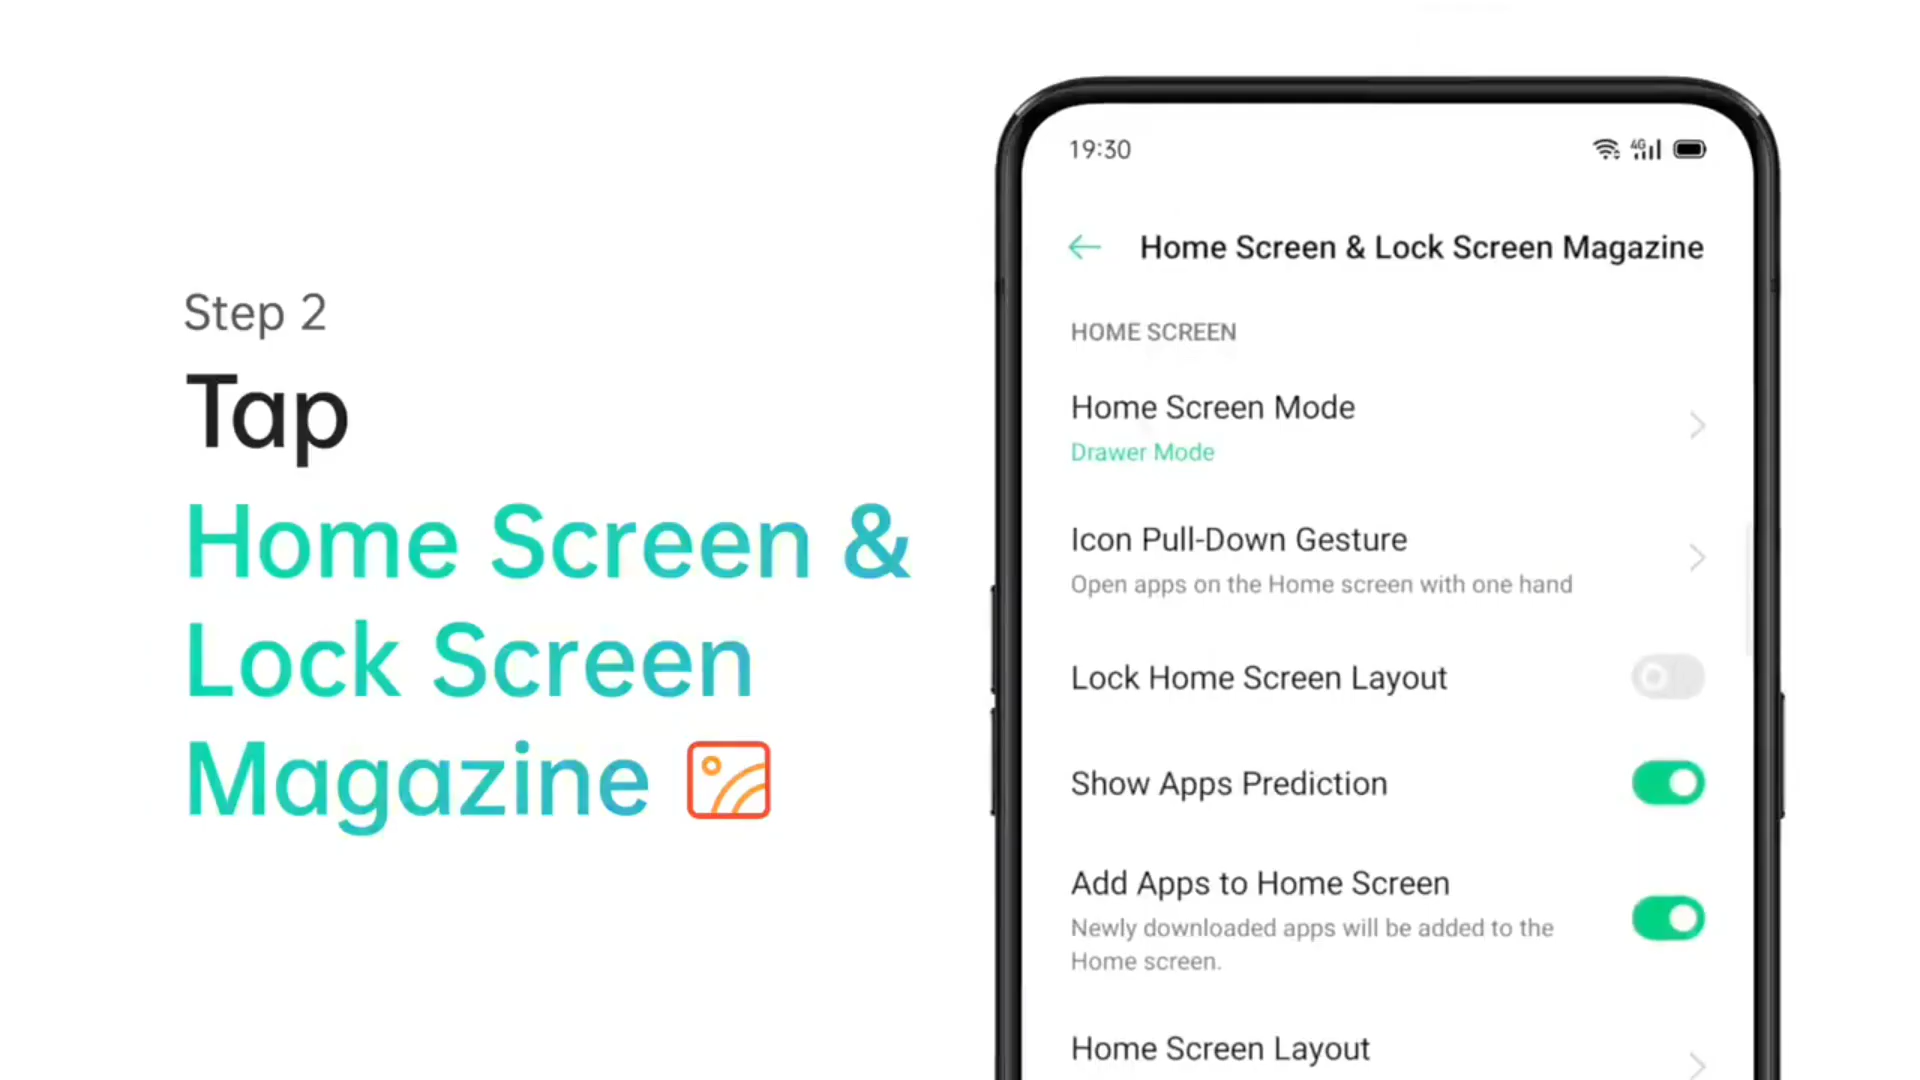 Step 2
Tap
Home Screen &
Lock Screen
Magazine
19:30
4G
Home Screen & Lock Screen Magazine
HOME SCREEN
Home Screen Mode
Drawer Mode
Icon Pull-Down Gesture
Open apps on the Home screen with one hand
Lock Home Screen Layout
Show Apps Prediction
Add Apps to Home Screen
Newly downloaded apps will be added to the
Home screen.
Home Screen Layout